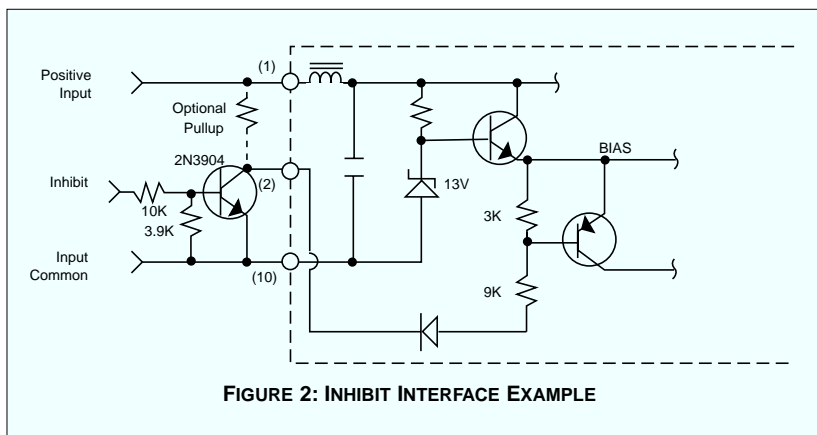 Positive
Input
(1)
Optional
Pullup
2N3904
(2)
Inhibit
10K
3.9K
Input
Common
(10)
13V
BIAS
3K
9K
FIGURE 2: INHIBIT INTERFACE EXAMPLE